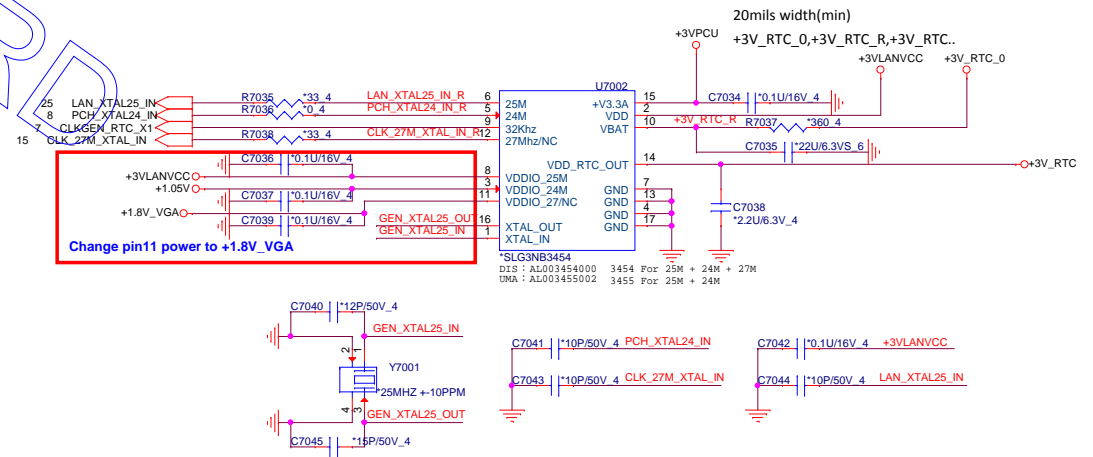 20mils width(min)
+3VPCU
+3V_RTC_0,+3V_RTC_R,+3V_RTC..
+3VLANVCC
+3V_RTC_0
U7002
25 LAN_XTAL25_IN R7035 *33_4 LAN_XTAL25_IN_R 6 25M +V3.3A 15 C7034 *0.1U/16V_4
8 PCH_XTAL24_IN R7036 *0_4 PCH_XTAL24_IN_R 5 24M VDD 2
7 CLKGEN_RTC_X1 9 32Khz VBAT 10 +3V_RTC_R R7037 *360_4
15 CLK_27M_XTAL_IN R7038 *33_4 CLK_27M_XTAL_IN_R 12 27Mhz/NC
C7035 *22U/6.3VS_6
C7036 *0.1U/16V_4
VDD_RTC_OUT 14 +3V_RTC
+3VLANVCC 8 VDDIO_25M
+1.05V 3 VDDIO_24M GND 7
C7037 *0.1U/16V_4 11 VDDIO_27/NC GND 13
+1.8V_VGA GND 4 C7038
C7039 *0.1U/16V_4 GEN_XTAL25_OUT 16 XTAL_OUT GND 17 *2.2U/6.3V_4
GEN_XTAL25_IN 1 XTAL_IN
Change pin11 power to +1.8V_VGA
*SLG3NB3454
DIS : AL003454000 3454 For 25M + 24M + 27M
UMA : AL003455002 3455 For 25M + 24M
C7040 *12P/50V_4
GEN_XTAL25_IN
2 1
Y7001
*25MHZ +-10PPM
4 3
GEN_XTAL25_OUT
C7045 *15P/50V_4
C7041 *10P/50V_4 PCH_XTAL24_IN
C7043 *10P/50V_4 CLK_27M_XTAL_IN
C7042 *0.1U/16V_4 +3VLANVCC
C7044 *10P/50V_4 LAN_XTAL25_IN